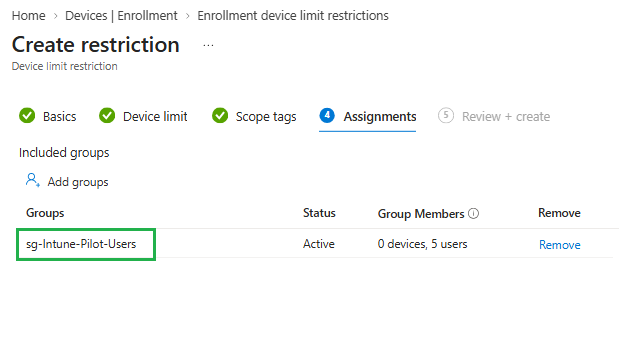 Home > Devices | Enrollment > Enrollment device limit restrictions
Create restriction ...
Device limit restriction
Basics Device limit Scope tags 4 Assignments 5 Review + create
Included groups
Add groups
Groups Status Group Members Remove
sg-Intune-Pilot-Users Active 0 devices, 5 users Remove